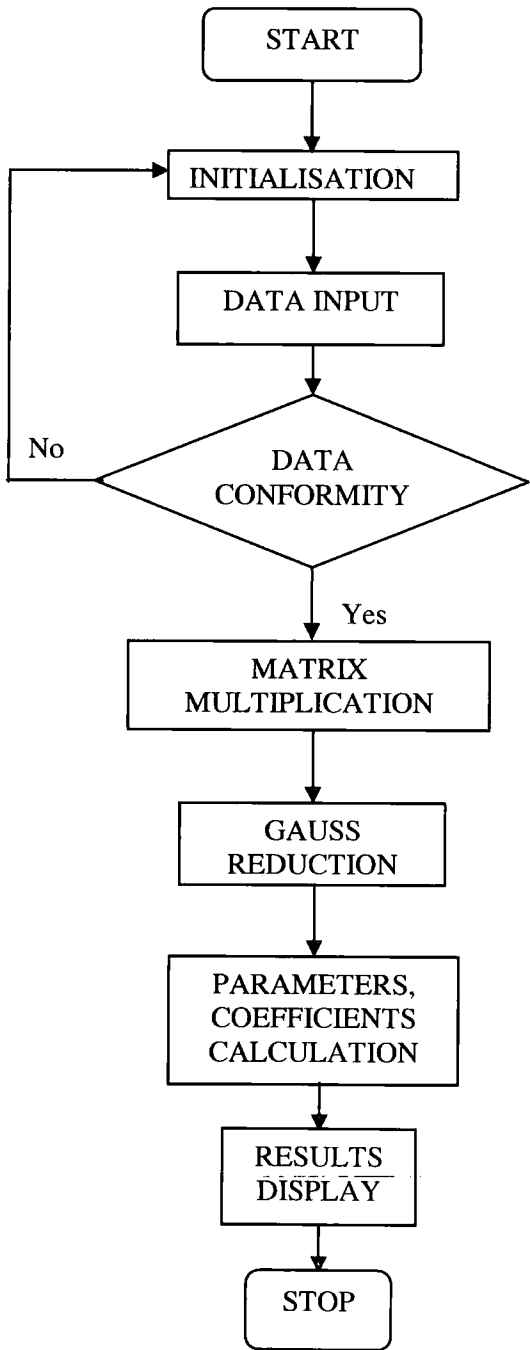 START
INITIALISATION
DATA INPUT
No
DATA
CONFORMITY
Yes
MATRIX
MULTIPLICATION
GAUSS
REDUCTION
PARAMETERS,
COEFFICIENTS
CALCULATION
RESULTS
DISPLAY
STOP